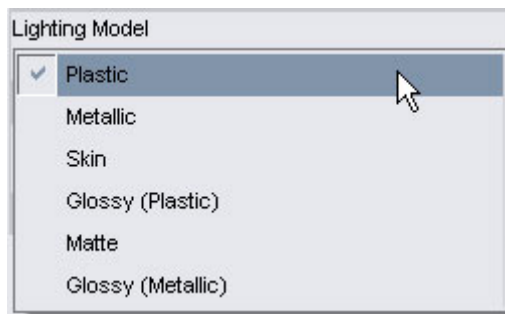 Lighting Model
Plastic
Metallic
Skin
Glossy (Plastic)
Matte
Glossy (Metallic)